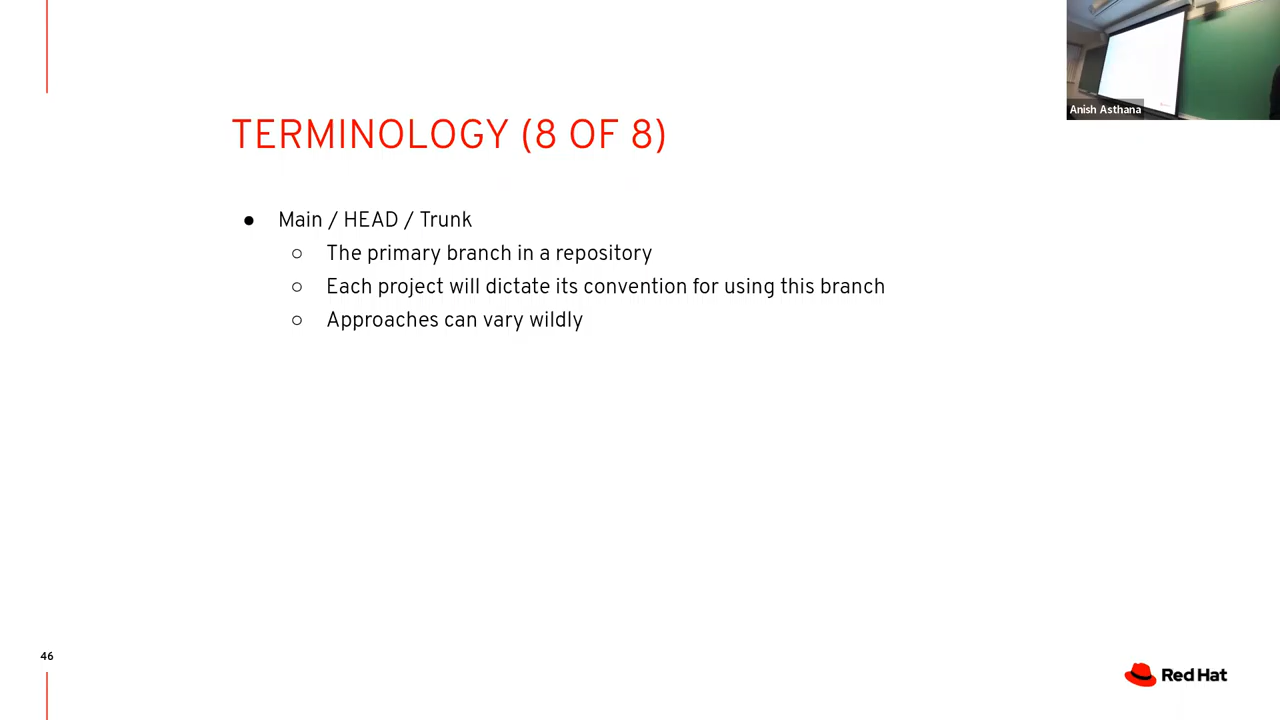 Anish Asthana
TERMINOLOGY (8 OF 8)
● Main / HEAD / Trunk
○ The primary branch in a repository
○ Each project will dictate its convention for using this branch
○ Approaches can vary wildly
46
Red Hat